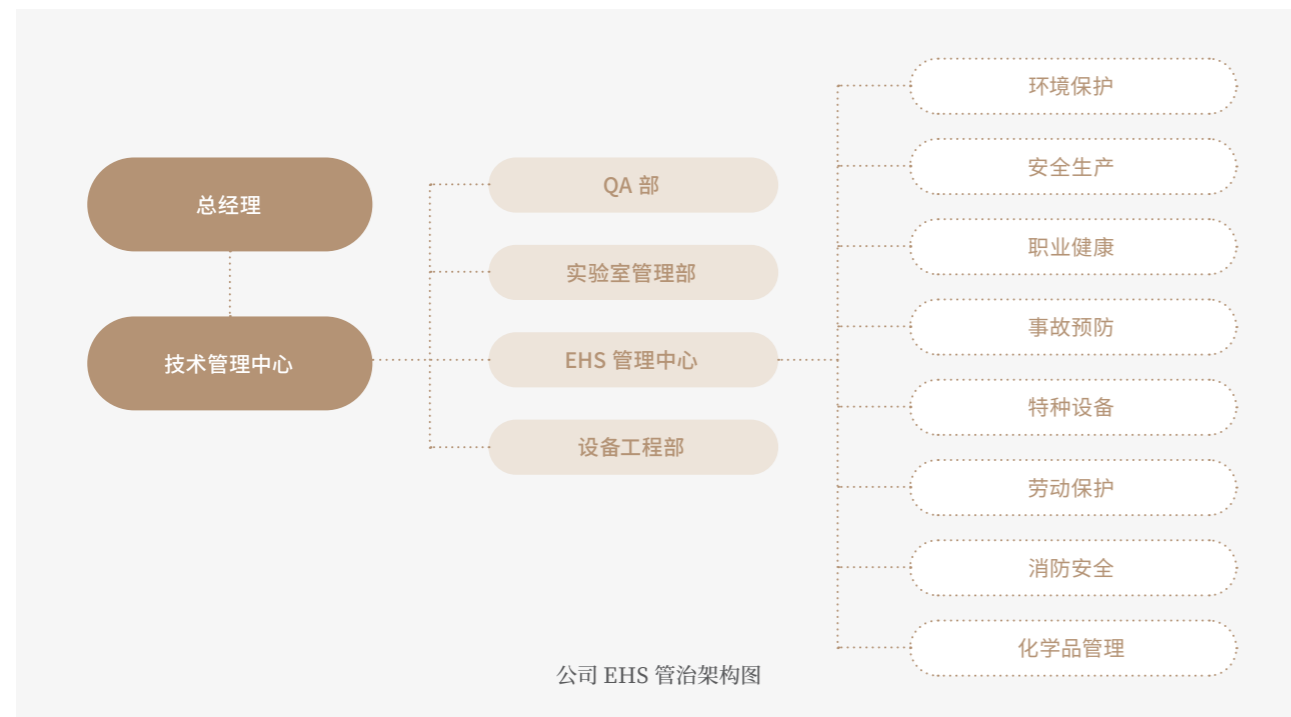 总经理
技术管理中心
QA 部
实验室管理部
EHS 管理中心
设备工程部
环境保护
安全生产
职业健康
事故预防
特种设备
劳动保护
消防安全
化学品管理
公司 EHS 管治架构图